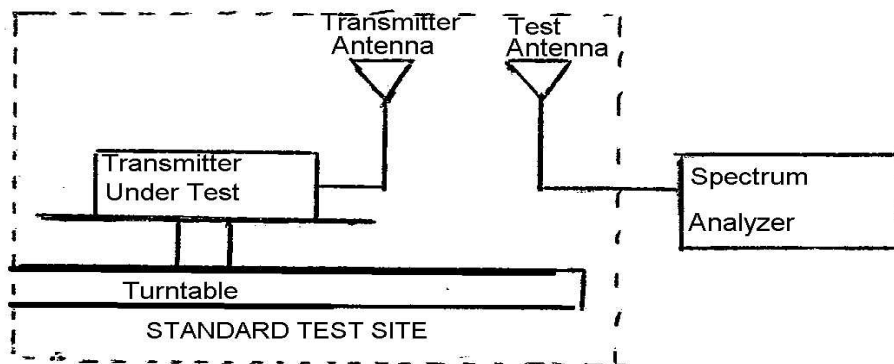 Transmitter
Antenna
Test
Antenna
Transmitter
Under Test
Spectrum
Analyzer
Turntable
STANDARD TEST SITE